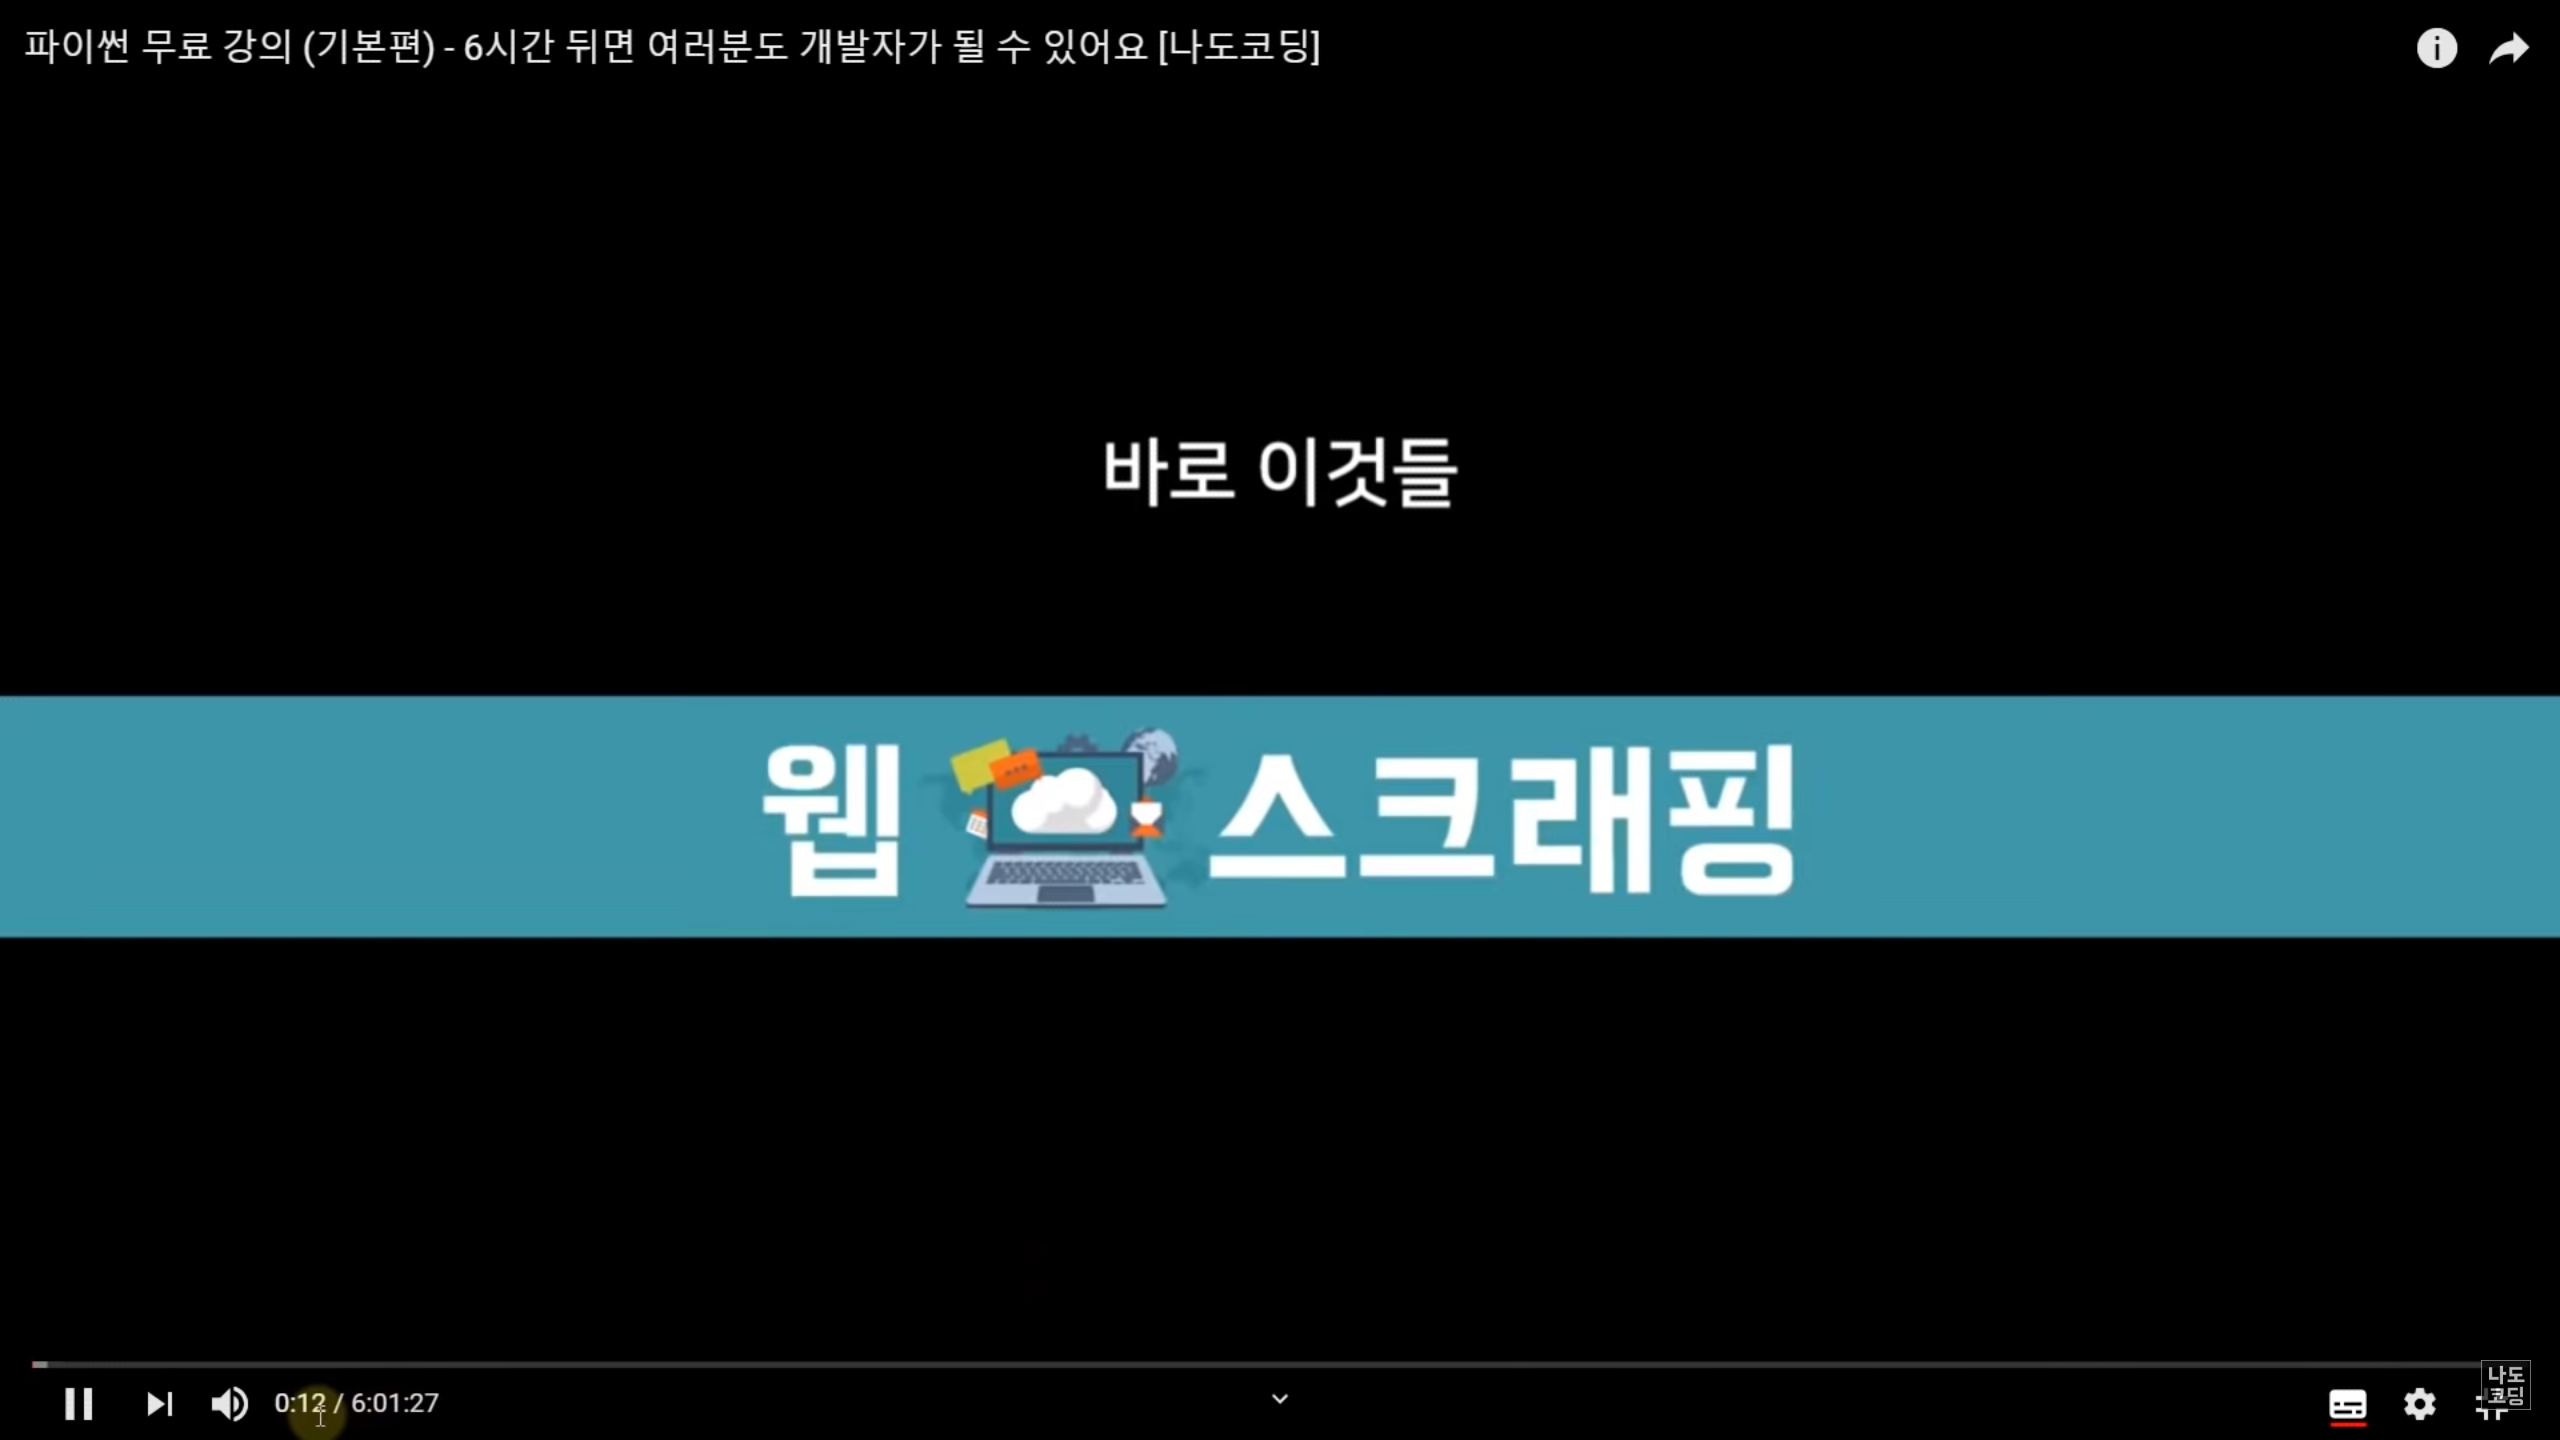 파이썬 무료 강의 (기본편) - 6시간 뒤면 여러분도 개발자가 될 수 있어요 [나도코딩]
바로 이것들
웹 스크래핑
0:12 / 6:01:27
나도
코딩